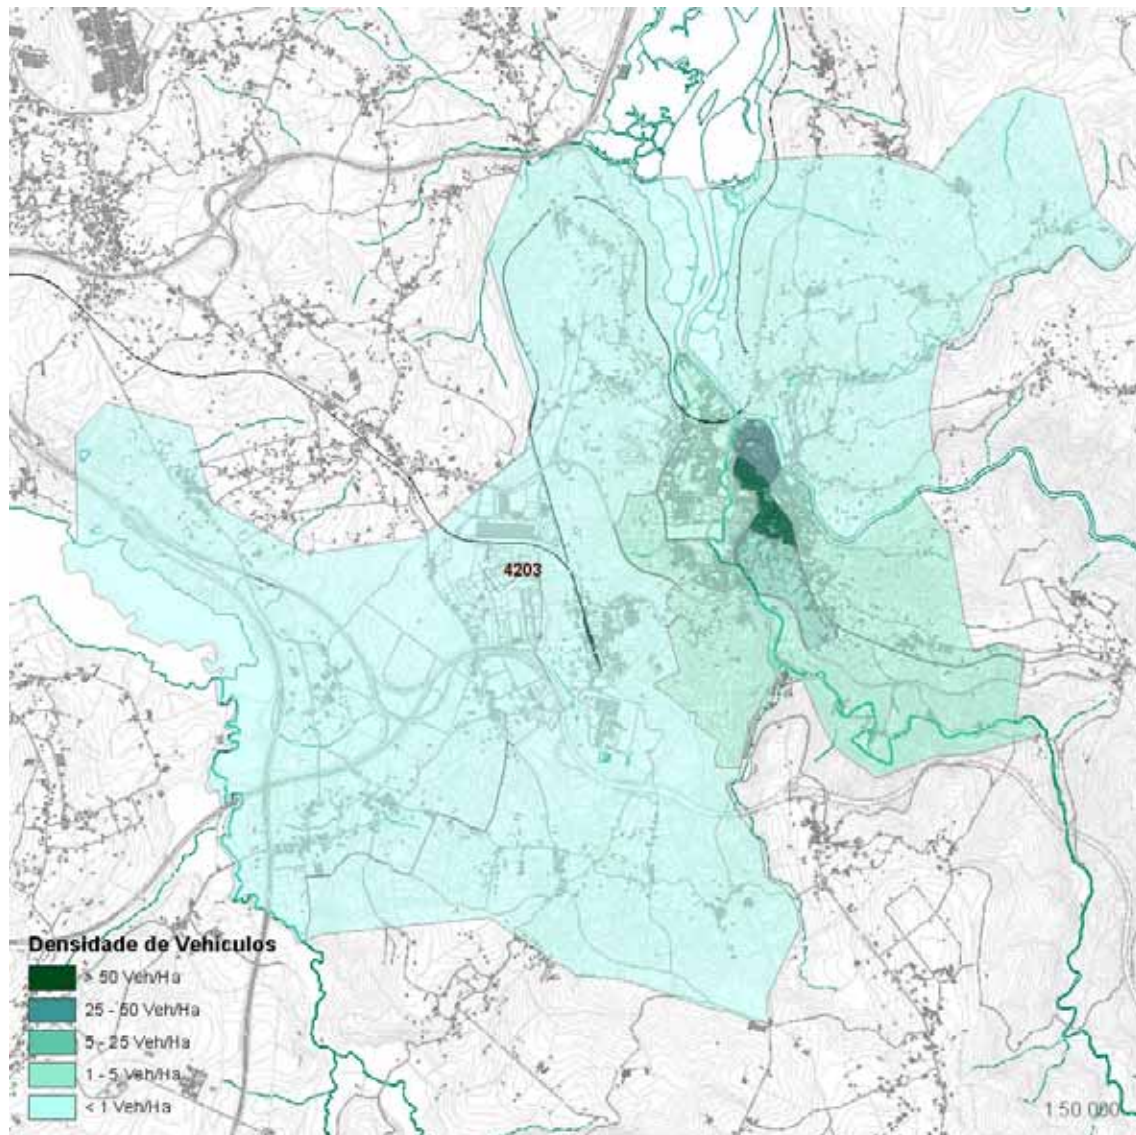 4203
Densidade de Vehículos
> 50 Veh/Ha
25 - 50 Veh/Ha
5 - 25 Veh/Ha
1 - 5 Veh/Ha
< 1 Veh/Ha
1:50.000